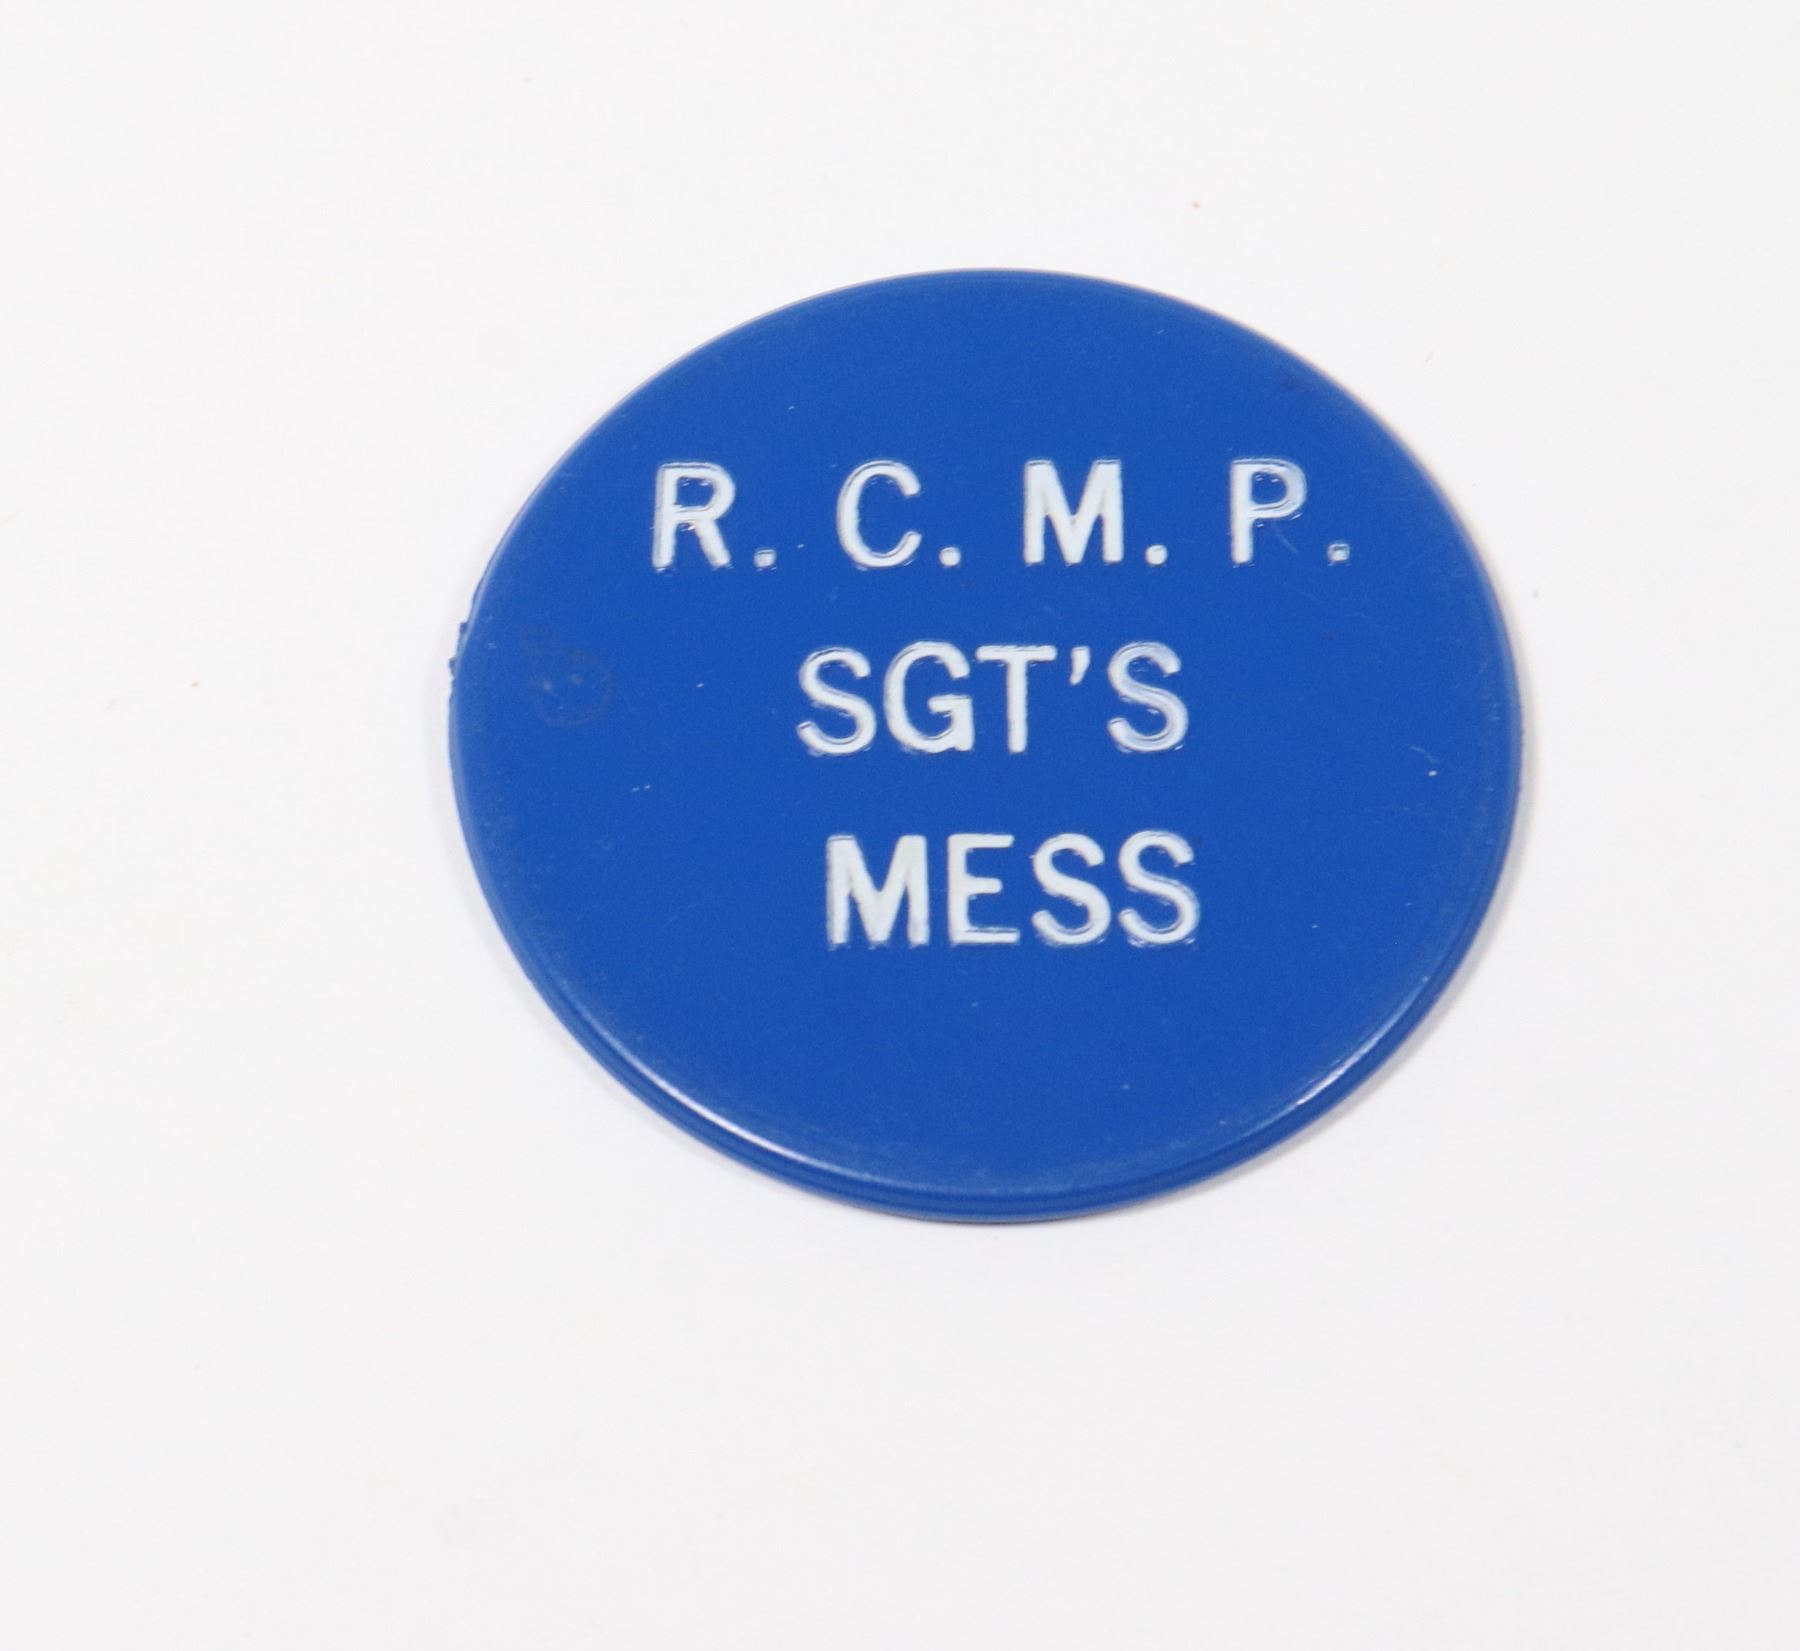 R. C. M. P.
SGT'S
MESS